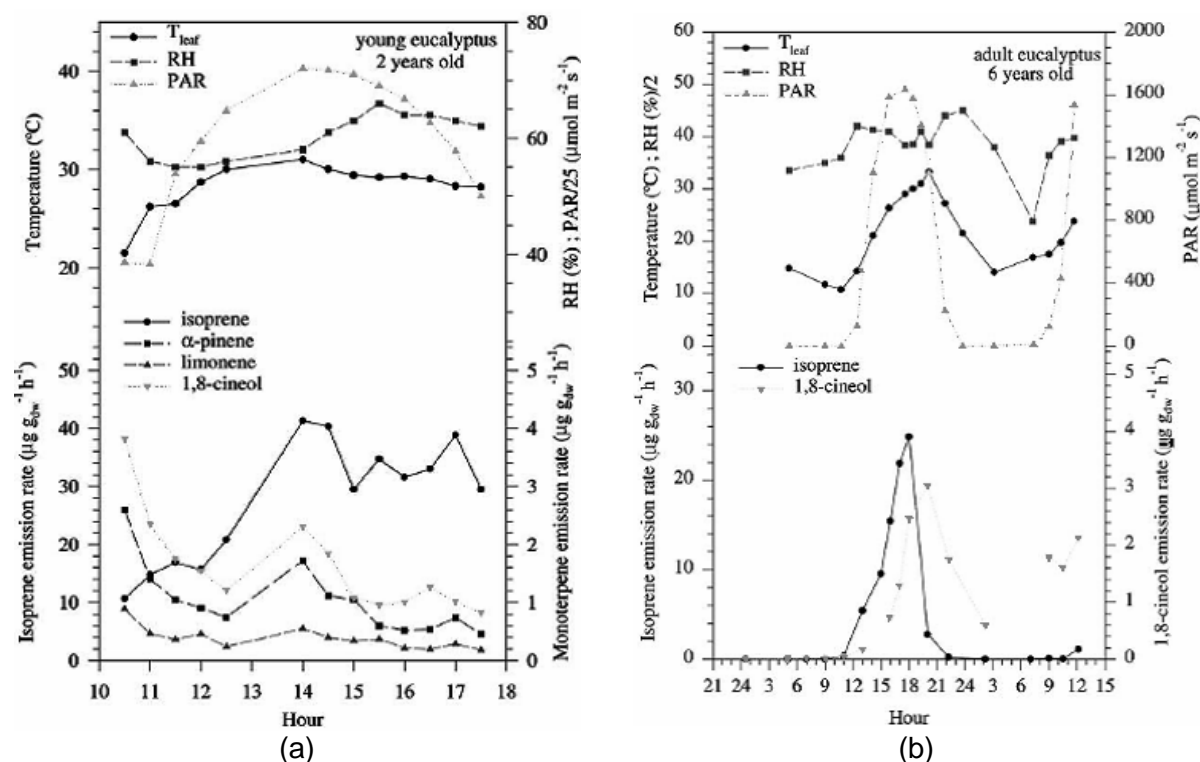 T_leaf
RH
PAR
young eucalyptus
2 years old
Temperature (°C)
40
30
20
80
60
40
RH (%) ; PAR/25 (µmol m⁻² s⁻¹)
isoprene
α-pinene
limonene
1,8-cineol
Isoprene emission rate (µg g_dw⁻¹ h⁻¹)
50
40
30
20
10
0
5
4
3
2
1
0
Monoterpene emission rate (µg g_dw⁻¹ h⁻¹)
10 11 12 13 14 15 16 17 18
Hour
(a)
T_leaf
RH
PAR
adult eucalyptus
6 years old
Temperature (°C) ; RH (%)/2
60
50
40
30
20
10
0
2000
1600
1200
800
400
0
PAR (µmol m⁻² s⁻¹)
isoprene
1,8-cineol
Isoprene emission rate (µg g_dw⁻¹ h⁻¹)
30
20
10
0
5
4
3
2
1
0
1,8-cineol emission rate (µg g_dw⁻¹ h⁻¹)
21 24 3 6 9 12 15 18 21 24 3 6 9 12 15
Hour
(b)